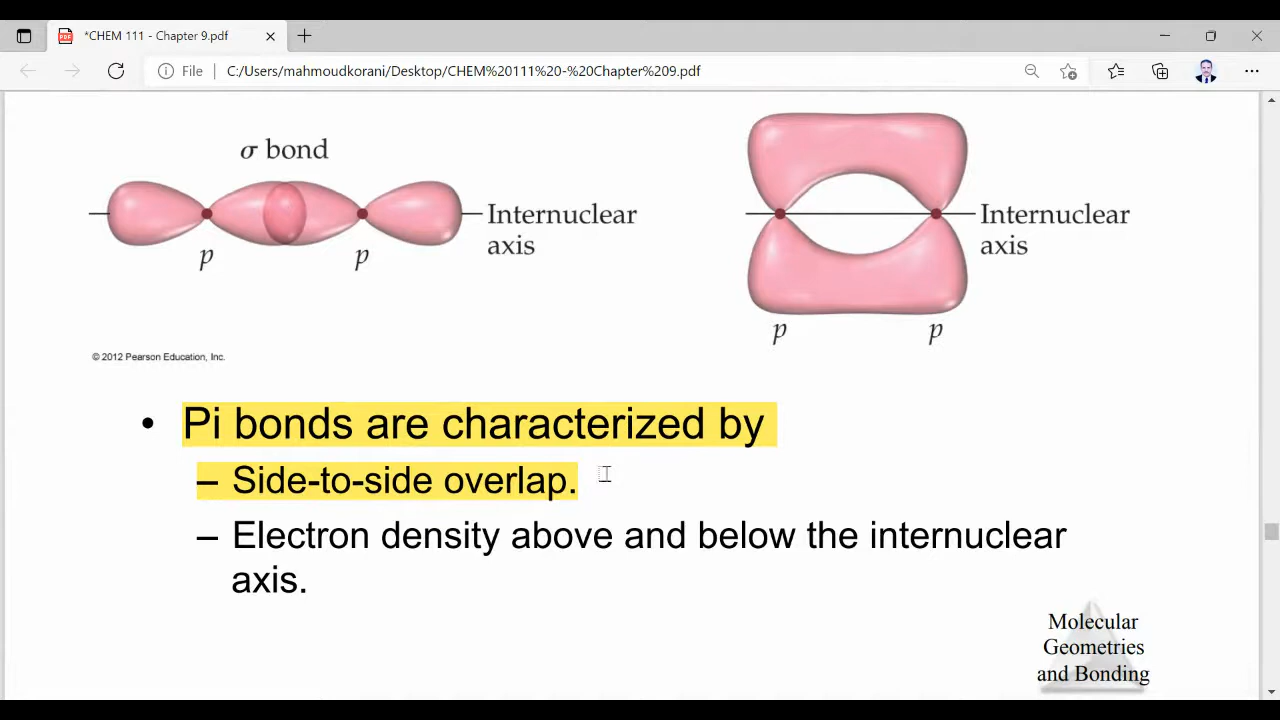 *CHEM 111 - Chapter 9.pdf
File
C:/Users/mahmoudkorani/Desktop/CHEM%20111%20-%20Chapter%209.pdf
σ bond
Internuclear
axis
p p
Internuclear
axis
p p
© 2012 Pearson Education, Inc.
• Pi bonds are characterized by
– Side-to-side overlap.
– Electron density above and below the internuclear
axis.
Molecular
Geometries
and Bonding